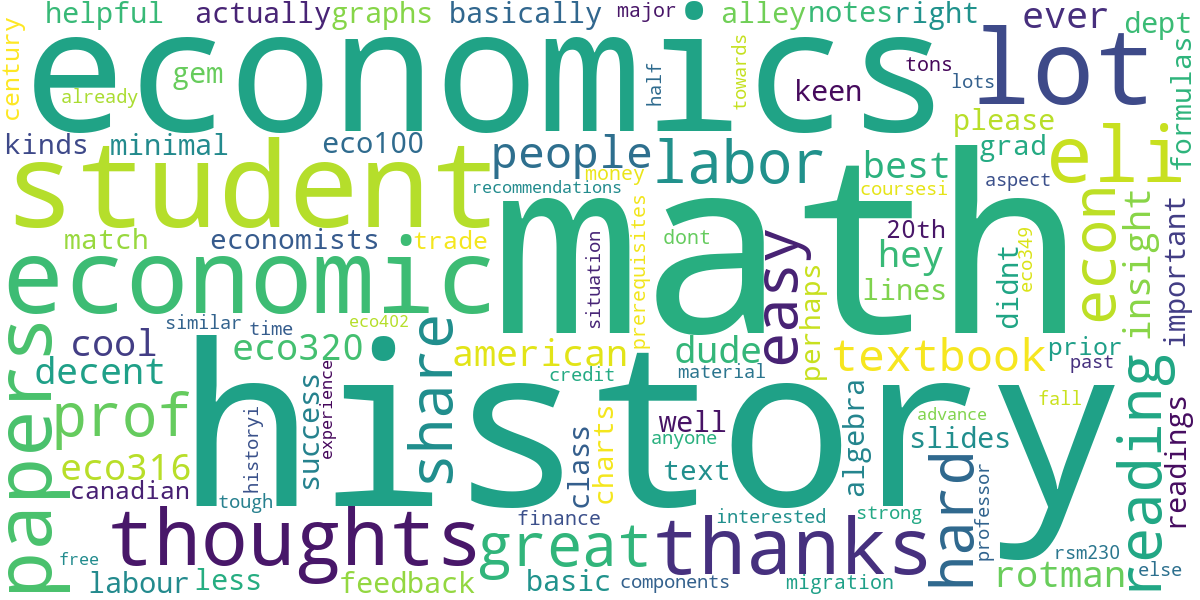 helpful
actually
graphs
basically
major
alley
notes
right
ever
dept
century
economics
lot
formulas
gem
already
half
towards
keen
tons
lots
kinds
minimal
eco100
people
money
labor
please
best
grad
eli
student
recommendations
math
coursesi
aspect
match
economists
trade
situation
prerequisites
dont
easy
20th
hey
eco349
econ
insight
important
economic
perhaps
lines
didnt
similar
time
eco402
papers
cool
eco320
share
american
dude
textbook
prior
past
decent
history
credit
material
prof
historyi
success
experience
class
charts
well
anyone
algebra
advance
fall
slides
reading
readings
eco316
canadian
text
tough
thoughts
great
finance
thanks
interested
strong
hard
professor
rsm230
free
labour
less
feedback
basic
components
migration
rotman
else